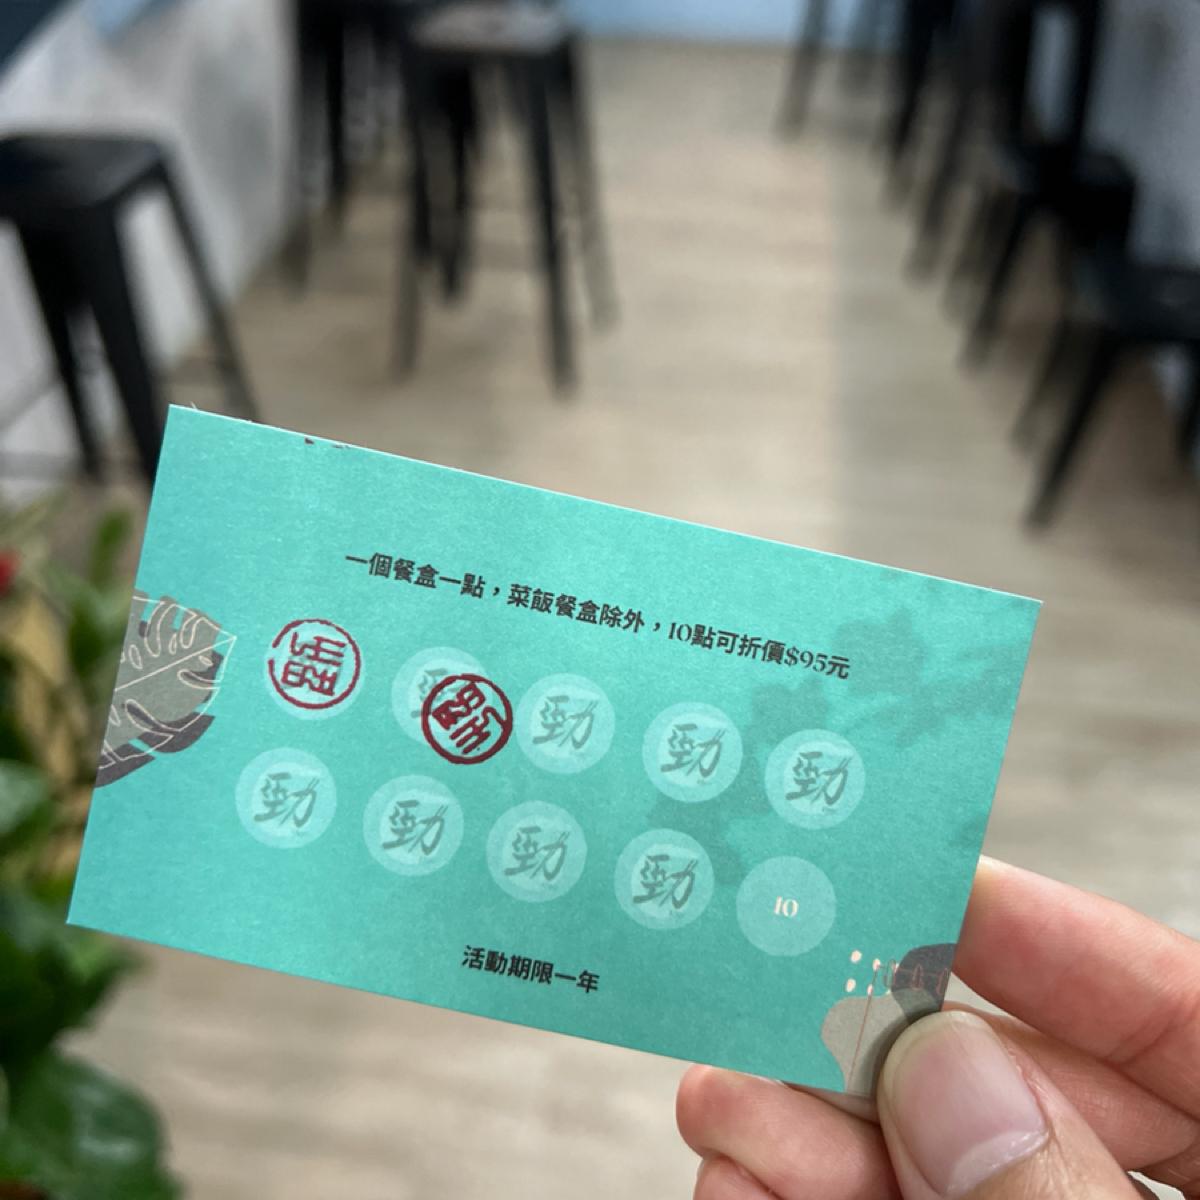 一個餐盒一點，菜飯餐盒除外，10點可折價$95元
勁 勁 勁
勁 勁 勁 勁 10
活動期限一年